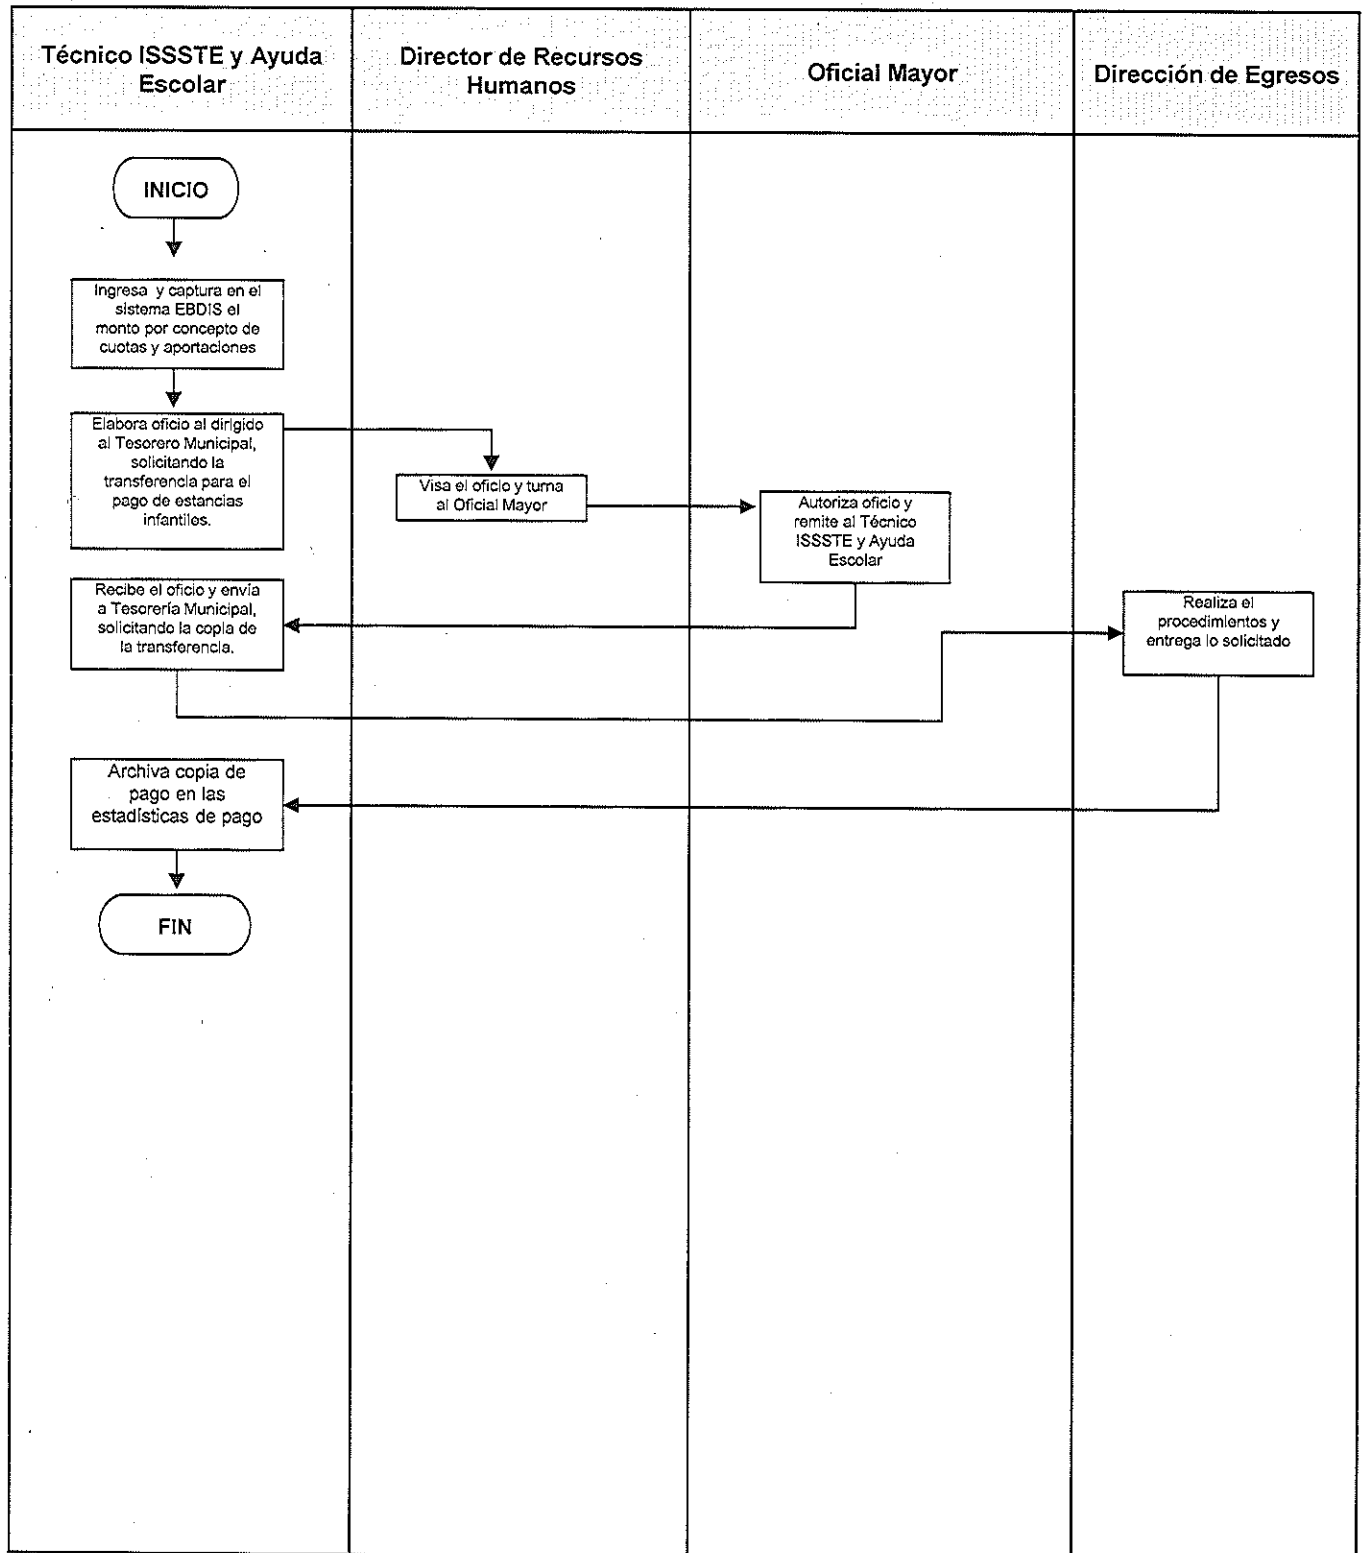 Técnico ISSSTE y Ayuda
Escolar
Director de Recursos
Humanos
Oficial Mayor
Dirección de Egresos
INICIO
Ingresa y captura en el
sistema EBDIS el
monto por concepto de
cuotas y aportaciones
Elabora oficio al dirigido
al Tesorero Municipal,
solicitando la
transferencia para el
pago de estancias
infantiles.
Visa el oficio y turna
al Oficial Mayor
Autoriza oficio y
remite al Técnico
ISSSTE y Ayuda
Escolar
Recibe el oficio y envía
a Tesorería Municipal,
solicitando la copia de
la transferencia.
Realiza el
procedimientos y
entrega lo solicitado
Archiva copia de
pago en las
estadísticas de pago
FIN